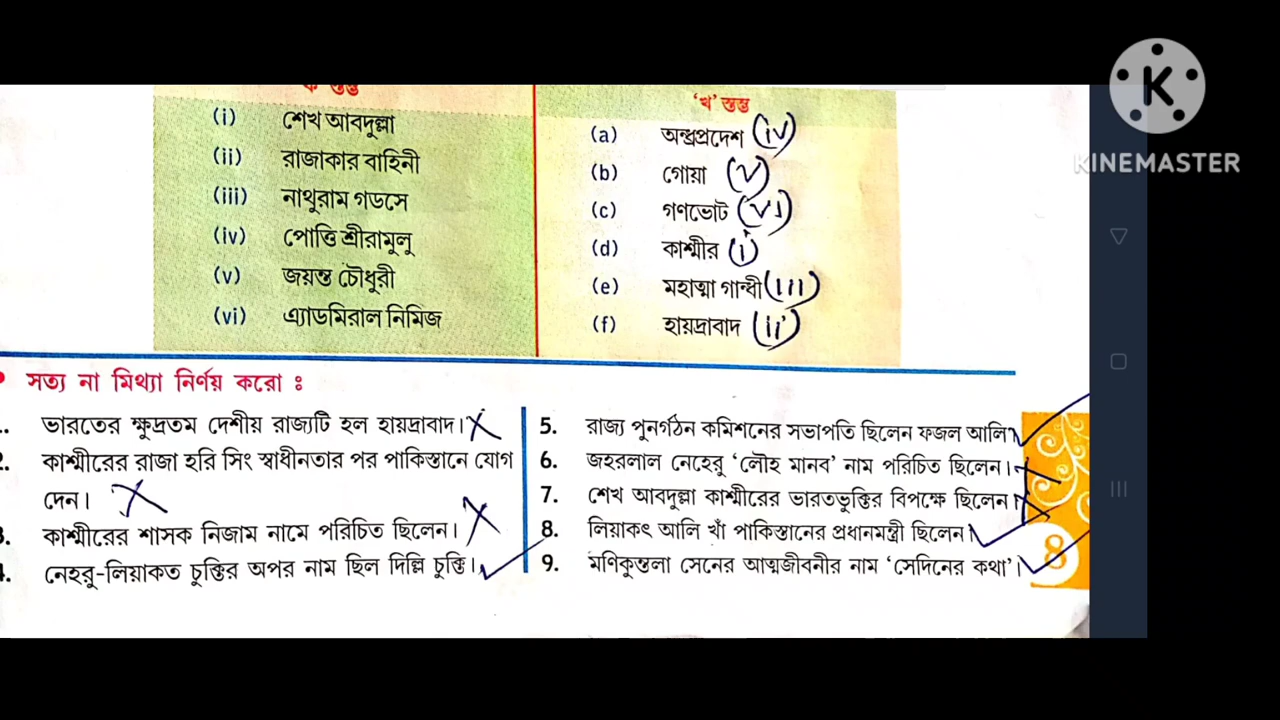 ক' স্তম্ভ
'খ' স্তম্ভ
(i) শেখ আবদুল্লা
(a) অন্ধ্রপ্রদেশ (iv)
(ii) রাজাকার বাহিনী
(b) গোয়া (v)
(iii) নাথুরাম গডসে
(c) গণভোট (vi)
(iv) পোত্তি শ্রীরামুলু
(d) কাশ্মীর (i)
(v) জয়ন্ত চৌধুরী
(e) মহাত্মা গান্ধী (iii)
(vi) এ্যাডমিরাল নিমিজ
(f) হায়দ্রাবাদ (ii)
সত্য না মিথ্যা নির্ণয় করো ঃ
ভারতের ক্ষুদ্রতম দেশীয় রাজ্যটি হল হায়দ্রাবাদ।
কাশ্মীরের রাজা হরি সিং স্বাধীনতার পর পাকিস্তানে যোগ
দেন।
কাশ্মীরের শাসক নিজাম নামে পরিচিত ছিলেন।
নেহরু-লিয়াকত চুক্তির অপর নাম ছিল দিল্লি চুক্তি।
5. রাজ্য পুনর্গঠন কমিশনের সভাপতি ছিলেন ফজল আলি।
6. জহরলাল নেহেরু 'লৌহ মানব' নাম পরিচিত ছিলেন।
7. শেখ আবদুল্লা কাশ্মীরের ভারতভুক্তির বিপক্ষে ছিলেন।
8. লিয়াকৎ আলি খাঁ পাকিস্তানের প্রধানমন্ত্রী ছিলেন।
9. মণিকুন্তলা সেনের আত্মজীবনীর নাম 'সেদিনের কথা'।
8
K
KINEMASTER